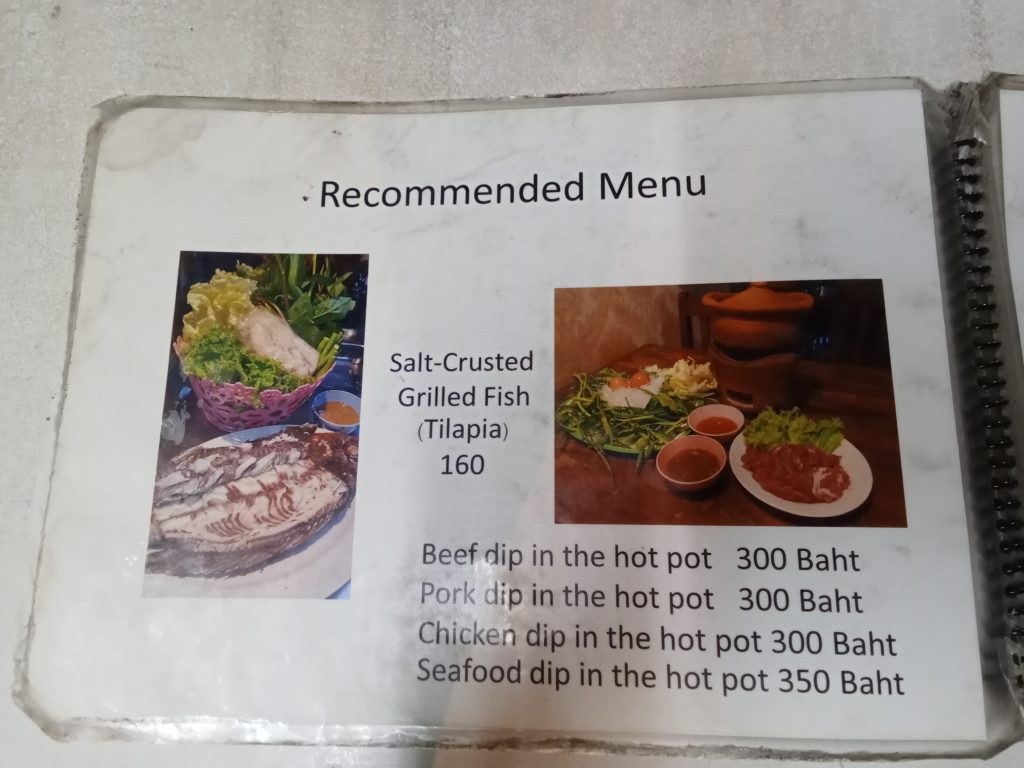 Recommended Menu
Salt-Crusted
Grilled Fish
(Tilapia)
160
Beef dip in the hot pot 300 Baht
Pork dip in the hot pot 300 Baht
Chicken dip in the hot pot 300 Baht
Seafood dip in the hot pot 350 Baht